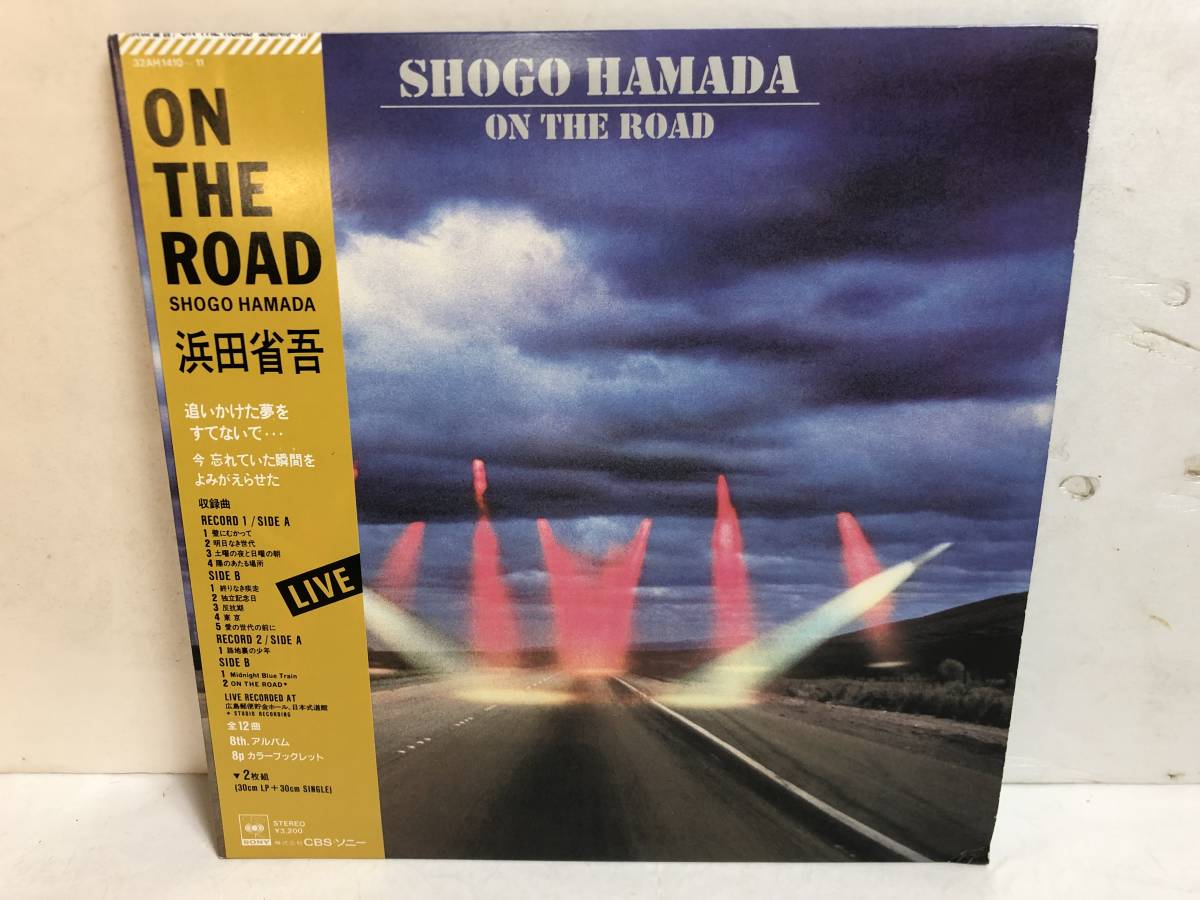 ON THE ROAD
32AH1410~11
ON
THE
ROAD
SHOGO HAMADA
浜田省吾
追いかけた夢を
すてないで・・・
今 忘れていた瞬間を
よみがえらせた
収録曲
RECORD 1/SIDE A
1 壁にむかって
2 明日なき世代
3 土曜の夜と日曜の朝
4 陽のあたる場所
SIDE B
1 終りなき疾走
2 独立記念日
3 反抗期
4 東京
5 愛の世代の前に
RECORD 2/SIDE A
1 路地裏の少年
SIDE B
1 Midnight Blue Train
2 ON THE ROAD*
LIVE RECORDED AT
広島郵便貯金ホール、日本武道館
* STUDIO RECORDING
全12曲
8th. アルバム
8p カラーブックレット
▼2枚組
(30cm LP+30cm SINGLE)
LIVE
SONY
STEREO
¥3,200
株式会社 CBS・ソニー
SHOGO HAMADA
ON THE ROAD